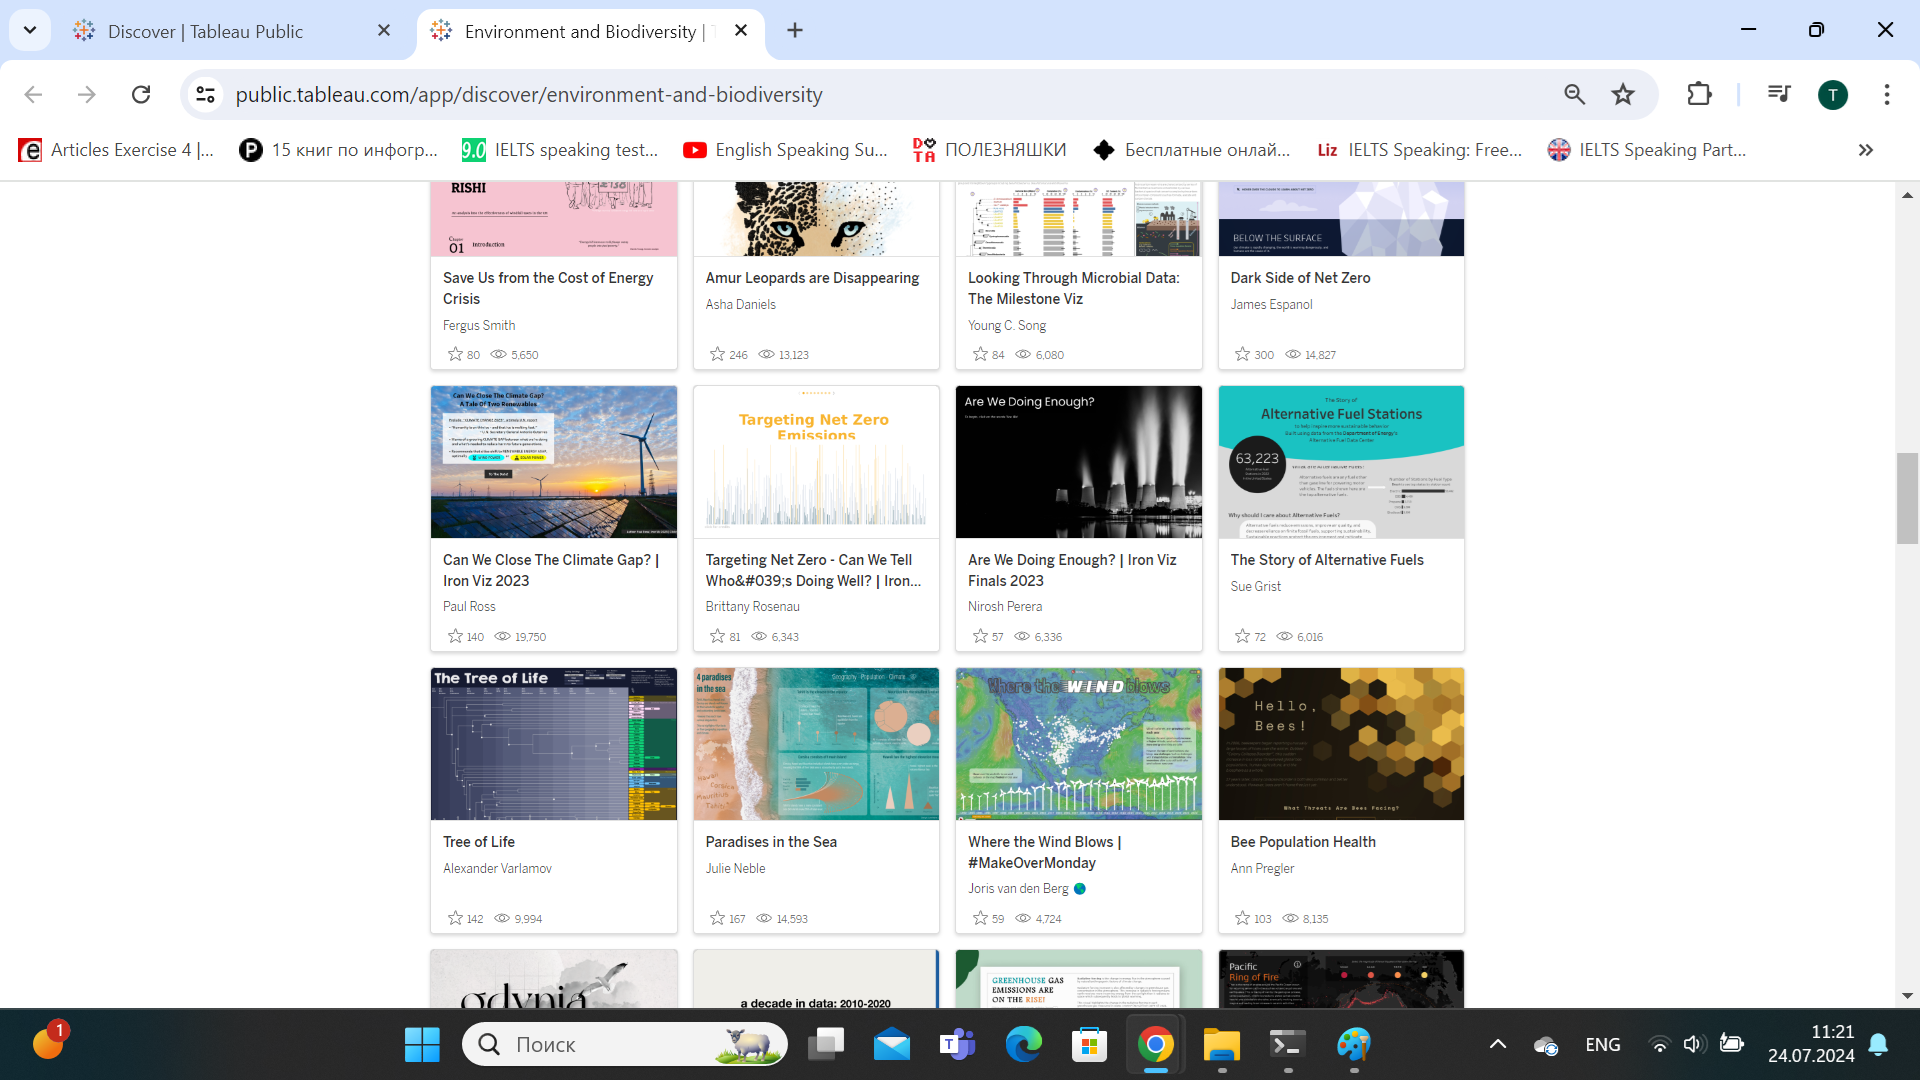 Discover | Tableau Public
Environment and Biodiversity |
public.tableau.com/app/discover/environment-and-biodiversity
T
Articles Exercise 4 |...
15 книг по инфогр...
9.0 IELTS speaking test...
English Speaking Su...
ПОЛЕЗНЯШКИ
Бесплатные онлай...
Liz IELTS Speaking: Free...
IELTS Speaking Part...
RISHI
01 Introduction
BELOW THE SURFACE
Save Us from the Cost of Energy
Crisis
Fergus Smith
80 5,650
Amur Leopards are Disappearing
Asha Daniels
246 13,123
Looking Through Microbial Data:
The Milestone Viz
Young C. Song
84 6,080
Dark Side of Net Zero
James Espanol
300 14,827
Can We Close The Climate Gap?
A Tale Of Two Renewables
Targeting Net Zero
Emissions
Are We Doing Enough?
The Story of
Alternative Fuel Stations
63,223
Why should I care about Alternative Fuels?
Can We Close The Climate Gap? |
Iron Viz 2023
Paul Ross
140 19,750
Targeting Net Zero - Can We Tell
Who&#039;s Doing Well? | Iron...
Brittany Rosenau
81 6,343
Are We Doing Enough? | Iron Viz
Finals 2023
Nirosh Perera
57 6,336
The Story of Alternative Fuels
Sue Grist
72 6,016
The Tree of Life
4 paradises
in the sea
Geography Population Climate
Where the WIND blows
Hello,
Bees!
What Threats Are Bees Facing?
Tree of Life
Alexander Varlamov
142 9,994
Paradises in the Sea
Julie Neble
167 14,593
Where the Wind Blows |
#MakeOverMonday
Joris van den Berg
59 4,724
Bee Population Health
Ann Pregler
103 8,135
gdynia
a decade in data: 2010-2020
GREENHOUSE GAS
EMISSIONS ARE
ON THE RISE!
Pacific
Ring of Fire
1
Поиск
ENG
11:21
24.07.2024